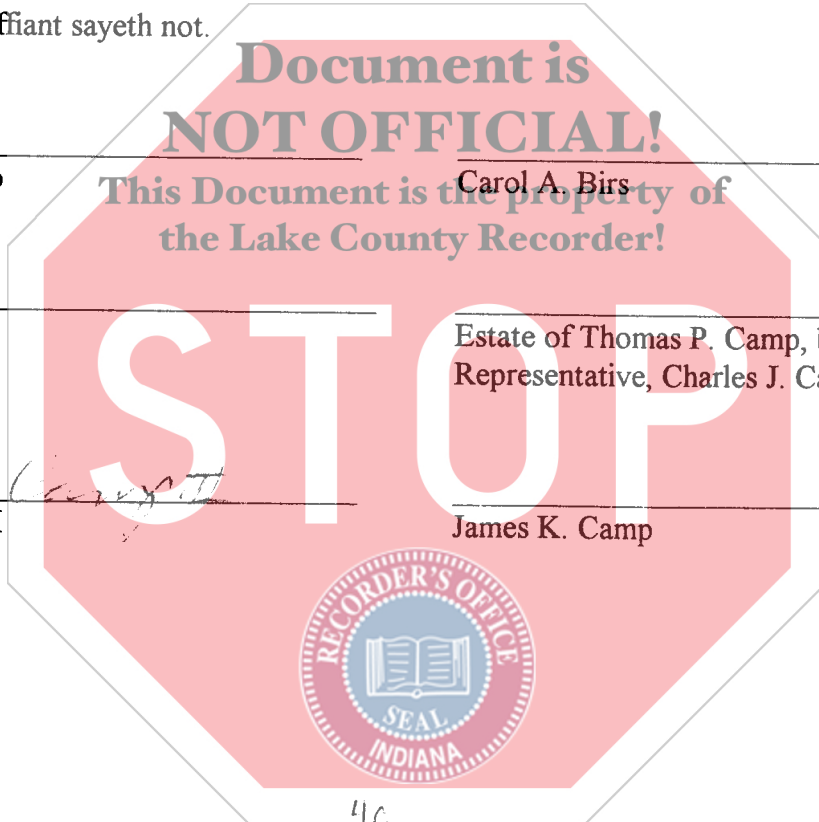 ffiant sayeth not.
Document is
NOT OFFICIAL!
This Document is the property of
the Lake County Recorder!
Carol A. Birs
Estate of Thomas P. Camp,
Representative, Charles J. Ca
STOP
James K. Camp
RECORDER'S OFFICE
SEAL
INDIANA